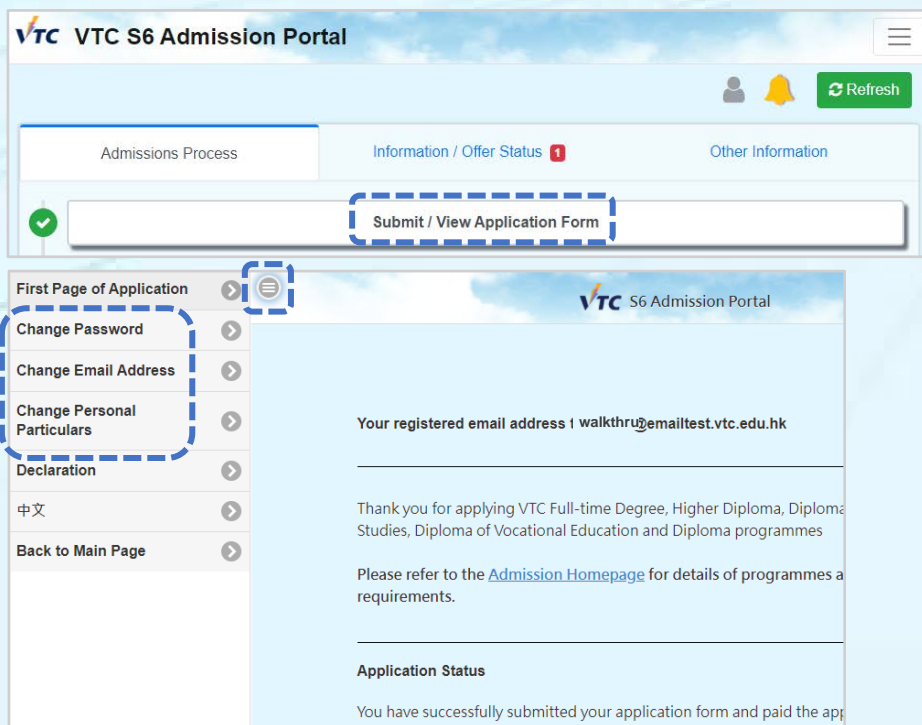 VTC VTC S6 Admission Portal
Refresh
Admissions Process
Information / Offer Status 1
Other Information
Submit / View Application Form
First Page of Application
Change Password
Change Email Address
Change Personal
Particulars
Declaration
中文
Back to Main Page
VTC S6 Admission Portal
Your registered email address walkthru@emailtest.vtc.edu.hk
Thank you for applying VTC Full-time Degree, Higher Diploma, Diploma
Studies, Diploma of Vocational Education and Diploma programmes
Please refer to the Admission Homepage for details of programmes a
requirements.
Application Status
You have successfully submitted your application form and paid the app